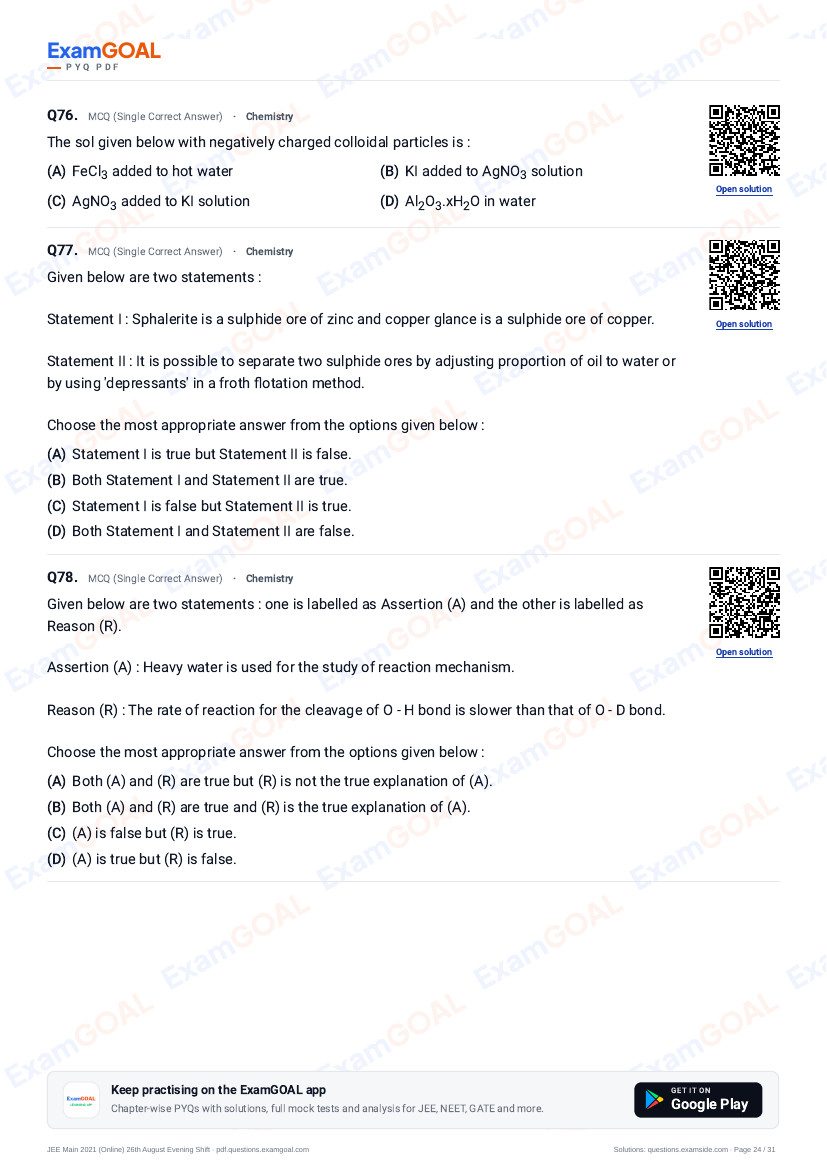 ExamGOAL
PYQ PDF
Q76. MCQ (Single Correct Answer) · Chemistry
The sol given below with negatively charged colloidal particles is :
(A) FeCl3 added to hot water
(B) KI added to AgNO3 solution
(C) AgNO3 added to KI solution
(D) Al2O3.xH2O in water
Open solution
Q77. MCQ (Single Correct Answer) · Chemistry
Given below are two statements :
Statement I : Sphalerite is a sulphide ore of zinc and copper glance is a sulphide ore of copper.
Statement II : It is possible to separate two sulphide ores by adjusting proportion of oil to water or
by using 'depressants' in a froth flotation method.
Choose the most appropriate answer from the options given below :
(A) Statement I is true but Statement II is false.
(B) Both Statement I and Statement II are true.
(C) Statement I is false but Statement II is true.
(D) Both Statement I and Statement II are false.
Open solution
Q78. MCQ (Single Correct Answer) · Chemistry
Given below are two statements : one is labelled as Assertion (A) and the other is labelled as
Reason (R).
Assertion (A) : Heavy water is used for the study of reaction mechanism.
Reason (R) : The rate of reaction for the cleavage of O - H bond is slower than that of O - D bond.
Choose the most appropriate answer from the options given below :
(A) Both (A) and (R) are true but (R) is not the true explanation of (A).
(B) Both (A) and (R) are true and (R) is the true explanation of (A).
(C) (A) is false but (R) is true.
(D) (A) is true but (R) is false.
Open solution
ExamGOAL
Keep practising on the ExamGOAL app
Chapter-wise PYQs with solutions, full mock tests and analysis for JEE, NEET, GATE and more.
GET IT ON
Google Play
JEE Main 2021 (Online) 26th August Evening Shift · pdf.questions.examgoal.com
Solutions: questions.examside.com · Page 24 / 31